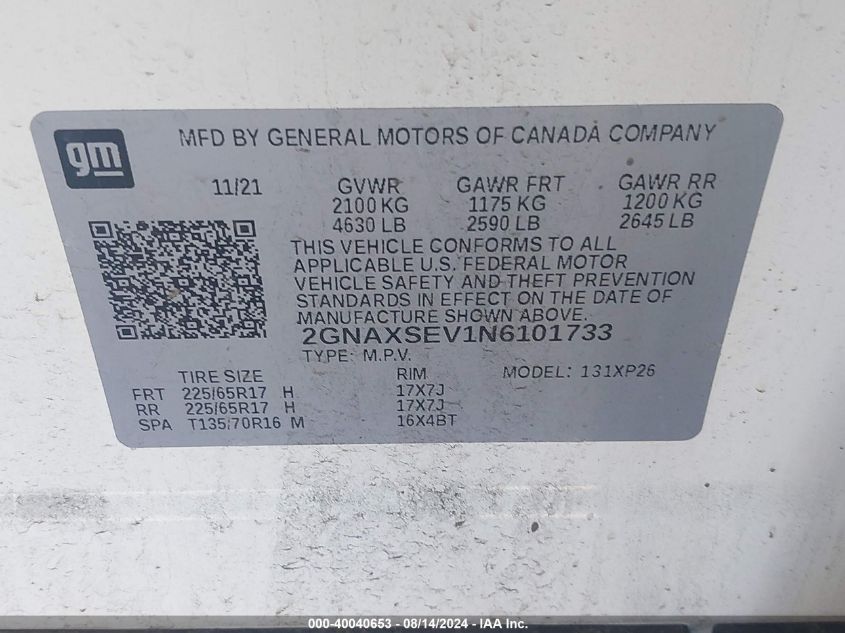 gm
MFD BY GENERAL MOTORS OF CANADA COMPANY
11/21 GVWR GAWR FRT GAWR RR
2100 KG 1175 KG 1200 KG
4630 LB 2590 LB 2645 LB
THIS VEHICLE CONFORMS TO ALL
APPLICABLE U.S. FEDERAL MOTOR
VEHICLE SAFETY AND THEFT PREVENTION
STANDARDS IN EFFECT ON THE DATE OF
MANUFACTURE SHOWN ABOVE.
2GNAXSEV1N6101733
TYPE: M.P.V.
TIRE SIZE RIM MODEL: 131XP26
FRT 225/65R17 H 17X7J
RR 225/65R17 H 17X7J
SPA T135/70R16 M 16X4BT
000-40040653 - 08/14/2024 - IAA Inc.